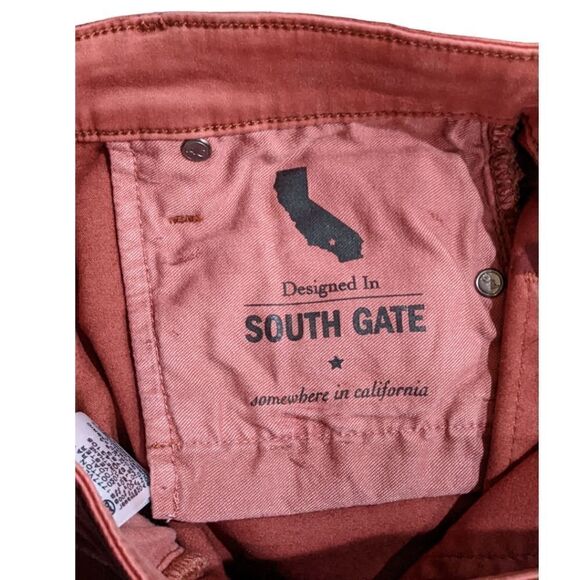 Designed In
SOUTH GATE
somewhere in california